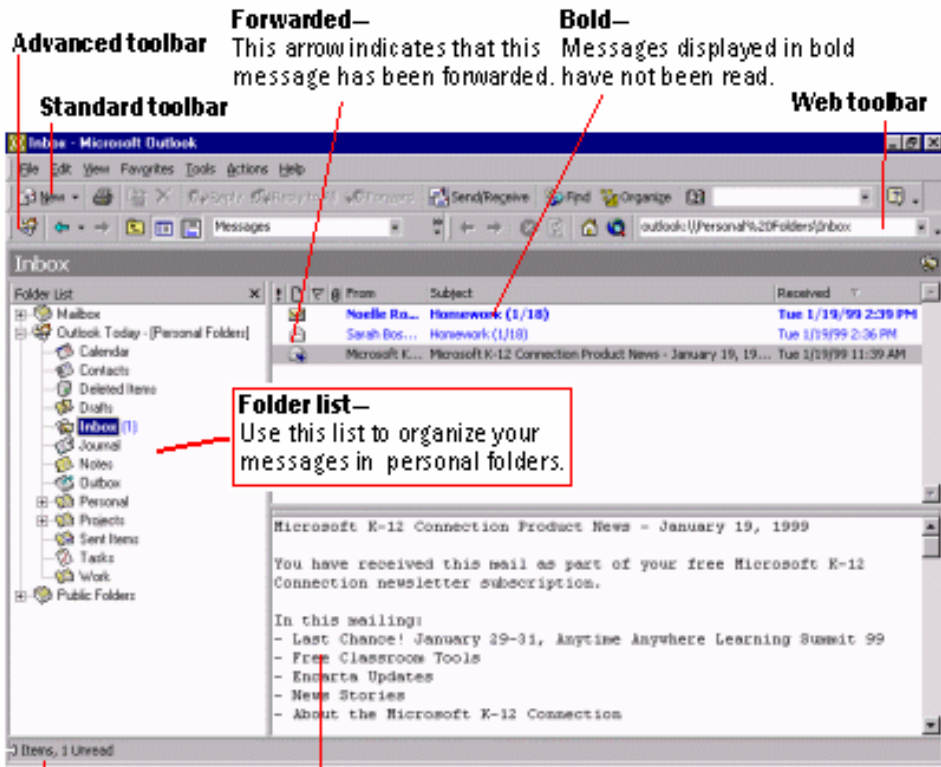 Forwarded—
This arrow indicates that this
message has been forwarded.
Bold—
Messages displayed in bold
have not been read.
Advanced toolbar
Standard toolbar
Web toolbar
Inbox - Microsoft Outlook
File Edit View Favorites Tools Actions Help
New Reply Reply to All Forward Send/Receive Find Organize
Messages outlook:\\Personal%20Folders\Inbox
Inbox
Folder List
From Subject Received
Noelle Ro... Homework (1/18) Tue 1/19/99 2:39 PM
Sarah Bos... Homework (1/18) Tue 1/19/99 2:36 PM
Microsoft K... Microsoft K-12 Connection Product News - January 19, 19... Tue 1/19/99 11:39 AM
Mailbox
Outlook Today - [Personal Folders]
Calendar
Contacts
Deleted Items
Drafts
Inbox (1)
Journal
Notes
Outbox
Personal
Projects
Sent Items
Tasks
Work
Public Folders
Folder list—
Use this list to organize your
messages in personal folders.
Microsoft K-12 Connection Product News - January 19, 1999
You have received this mail as part of your free Microsoft K-12
Connection newsletter subscription.
In this mailing:
- Last Chance! January 29-31, Anytime Anywhere Learning Summit 99
- Free Classroom Tools
- Encarta Updates
- News Stories
- About the Microsoft K-12 Connection
Items, 1 Unread